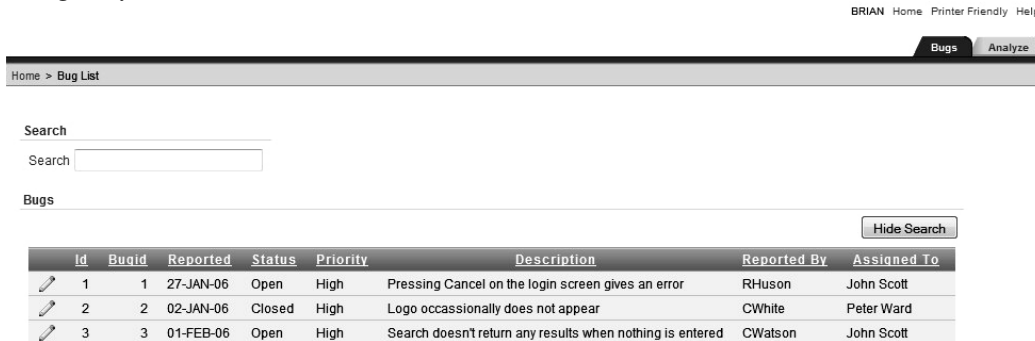 BRIAN Home Printer Friendly Help
Bugs Analyze
Home > Bug List
Search
Search
Bugs
Hide Search
Id Bugid Reported Status Priority Description Reported By Assigned To
1 1 27-JAN-06 Open High Pressing Cancel on the login screen gives an error RHuson John Scott
2 2 02-JAN-06 Closed High Logo occassionally does not appear CWhite Peter Ward
3 3 01-FEB-06 Open High Search doesn't return any results when nothing is entered CWatson John Scott